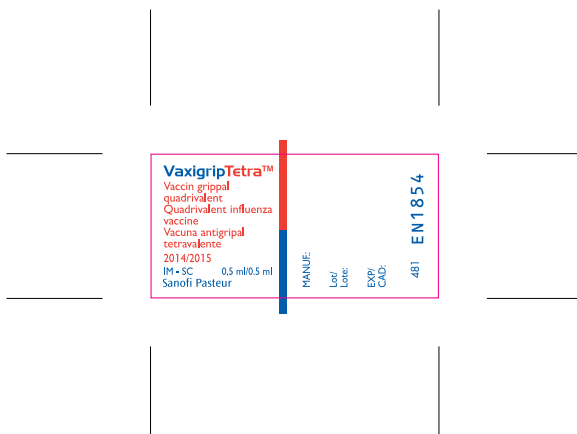 VaxigripTetra™
Vaccin grippal
quadrivalent
Quadrivalent influenza
vaccine
Vacuna antigripal
tetravalente
2014/2015
IM - SC 0,5 ml/0.5 ml
Sanofi Pasteur
MANUF.:
Lot/
Lote:
EXP/
CAD:
481 EN1854